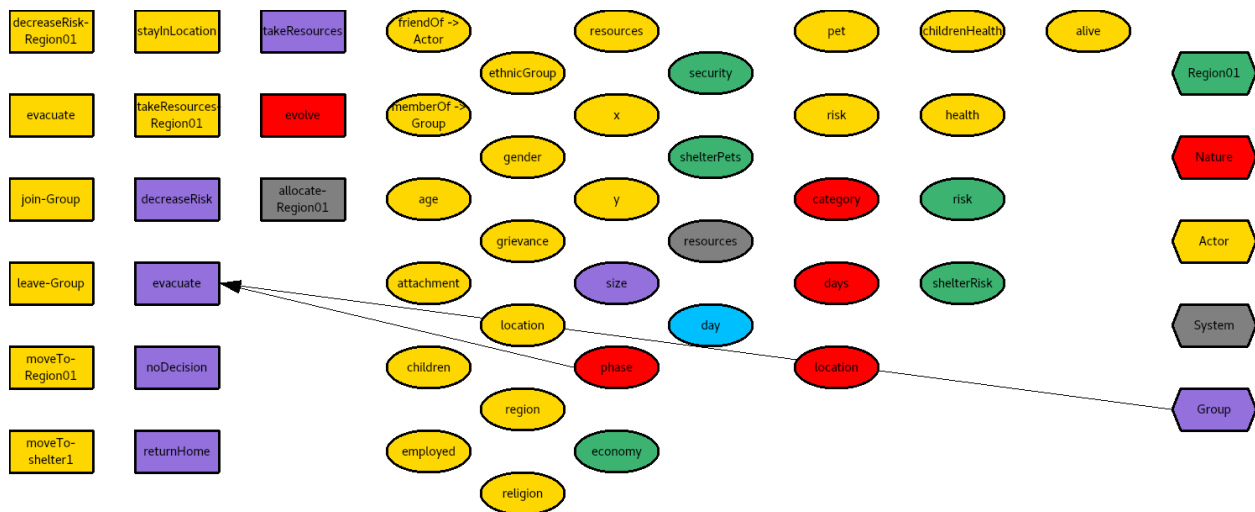 decreaseRisk-
Region01
stayInLocation
takeResources
friendOf ->
Actor
resources
pet
childrenHealth
alive
ethnicGroup
security
Region01
evacuate
takeResources-
Region01
evolve
memberOf ->
Group
x
risk
health
gender
shelterPets
Nature
join-Group
decreaseRisk
allocate-
Region01
age
y
category
risk
grievance
resources
Actor
leave-Group
evacuate
attachment
size
days
shelterRisk
location
day
System
moveTo-
Region01
noDecision
children
phase
location
region
Group
moveTo-
shelter1
returnHome
employed
economy
religion